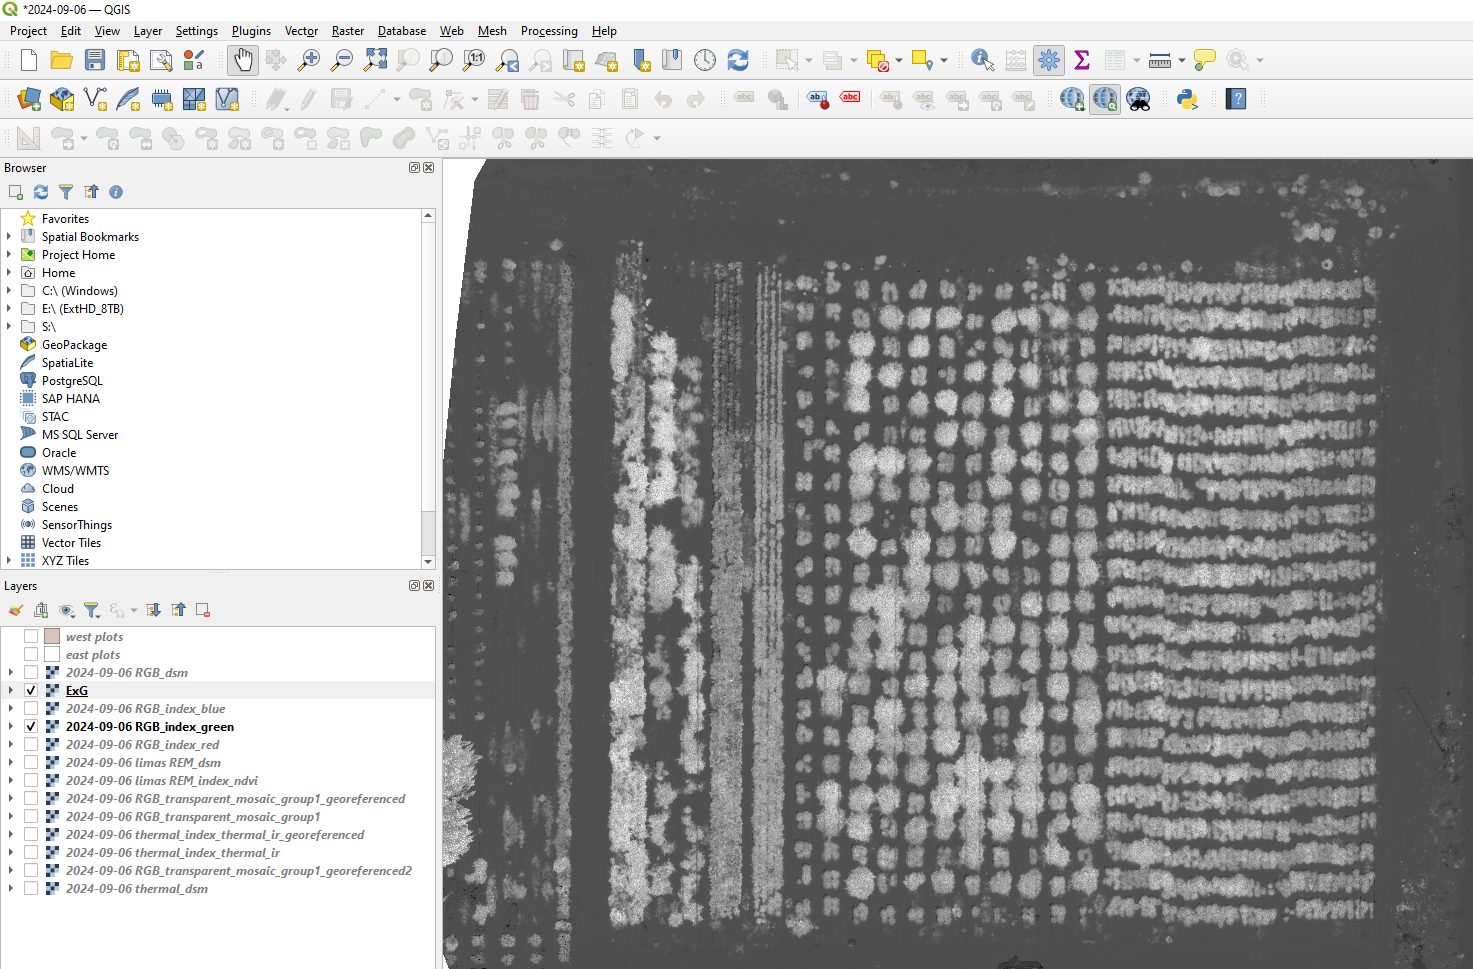 *2024-09-06 — QGIS
Project Edit View Layer Settings Plugins Vector Raster Database Web Mesh Processing Help
Browser
Favorites
Spatial Bookmarks
Project Home
Home
C:\ (Windows)
E:\ (ExtHD_8TB)
S:\
GeoPackage
SpatiaLite
PostgreSQL
SAP HANA
STAC
MS SQL Server
Oracle
WMS/WMTS
Cloud
Scenes
SensorThings
Vector Tiles
XYZ Tiles
Layers
west plots
east plots
2024-09-06 RGB_dsm
ExG
2024-09-06 RGB_index_blue
2024-09-06 RGB_index_green
2024-09-06 RGB_index_red
2024-09-06 limas REM_dsm
2024-09-06 limas REM_index_ndvi
2024-09-06 RGB_transparent_mosaic_group1_georeferenced
2024-09-06 RGB_transparent_mosaic_group1
2024-09-06 thermal_index_thermal_ir_georeferenced
2024-09-06 thermal_index_thermal_ir
2024-09-06 RGB_transparent_mosaic_group1_georeferenced2
2024-09-06 thermal_dsm